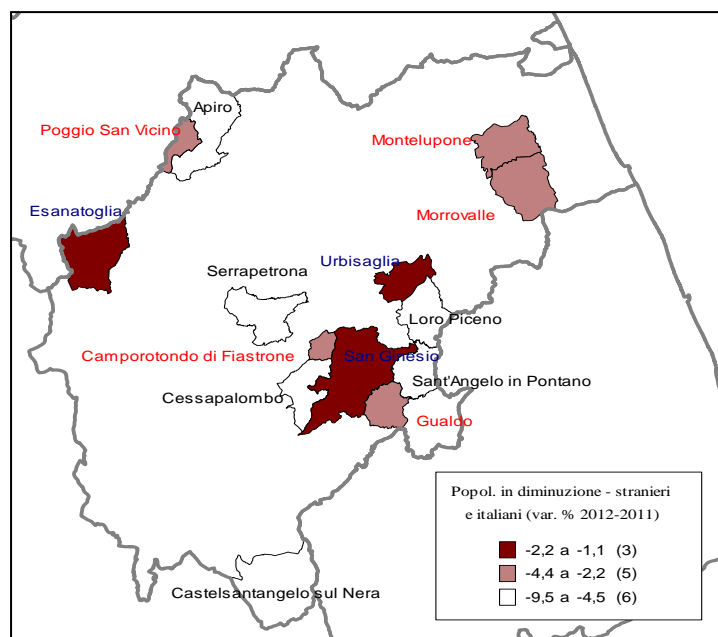 Apiro
Poggio San Vicino
Montelupone
Esanatoglia
Morrovalle
Urbisaglia
Serrapetrona
Loro Piceno
Camporotondo di Fiastrone
San Ginesio
Sant'Angelo in Pontano
Cessapalombo
Gualdo
Castelsantangelo sul Nera
Popol. in diminuzione - stranieri
e italiani (var. % 2012-2011)
-2,2 a -1,1 (3)
-4,4 a -2,2 (5)
-9,5 a -4,5 (6)